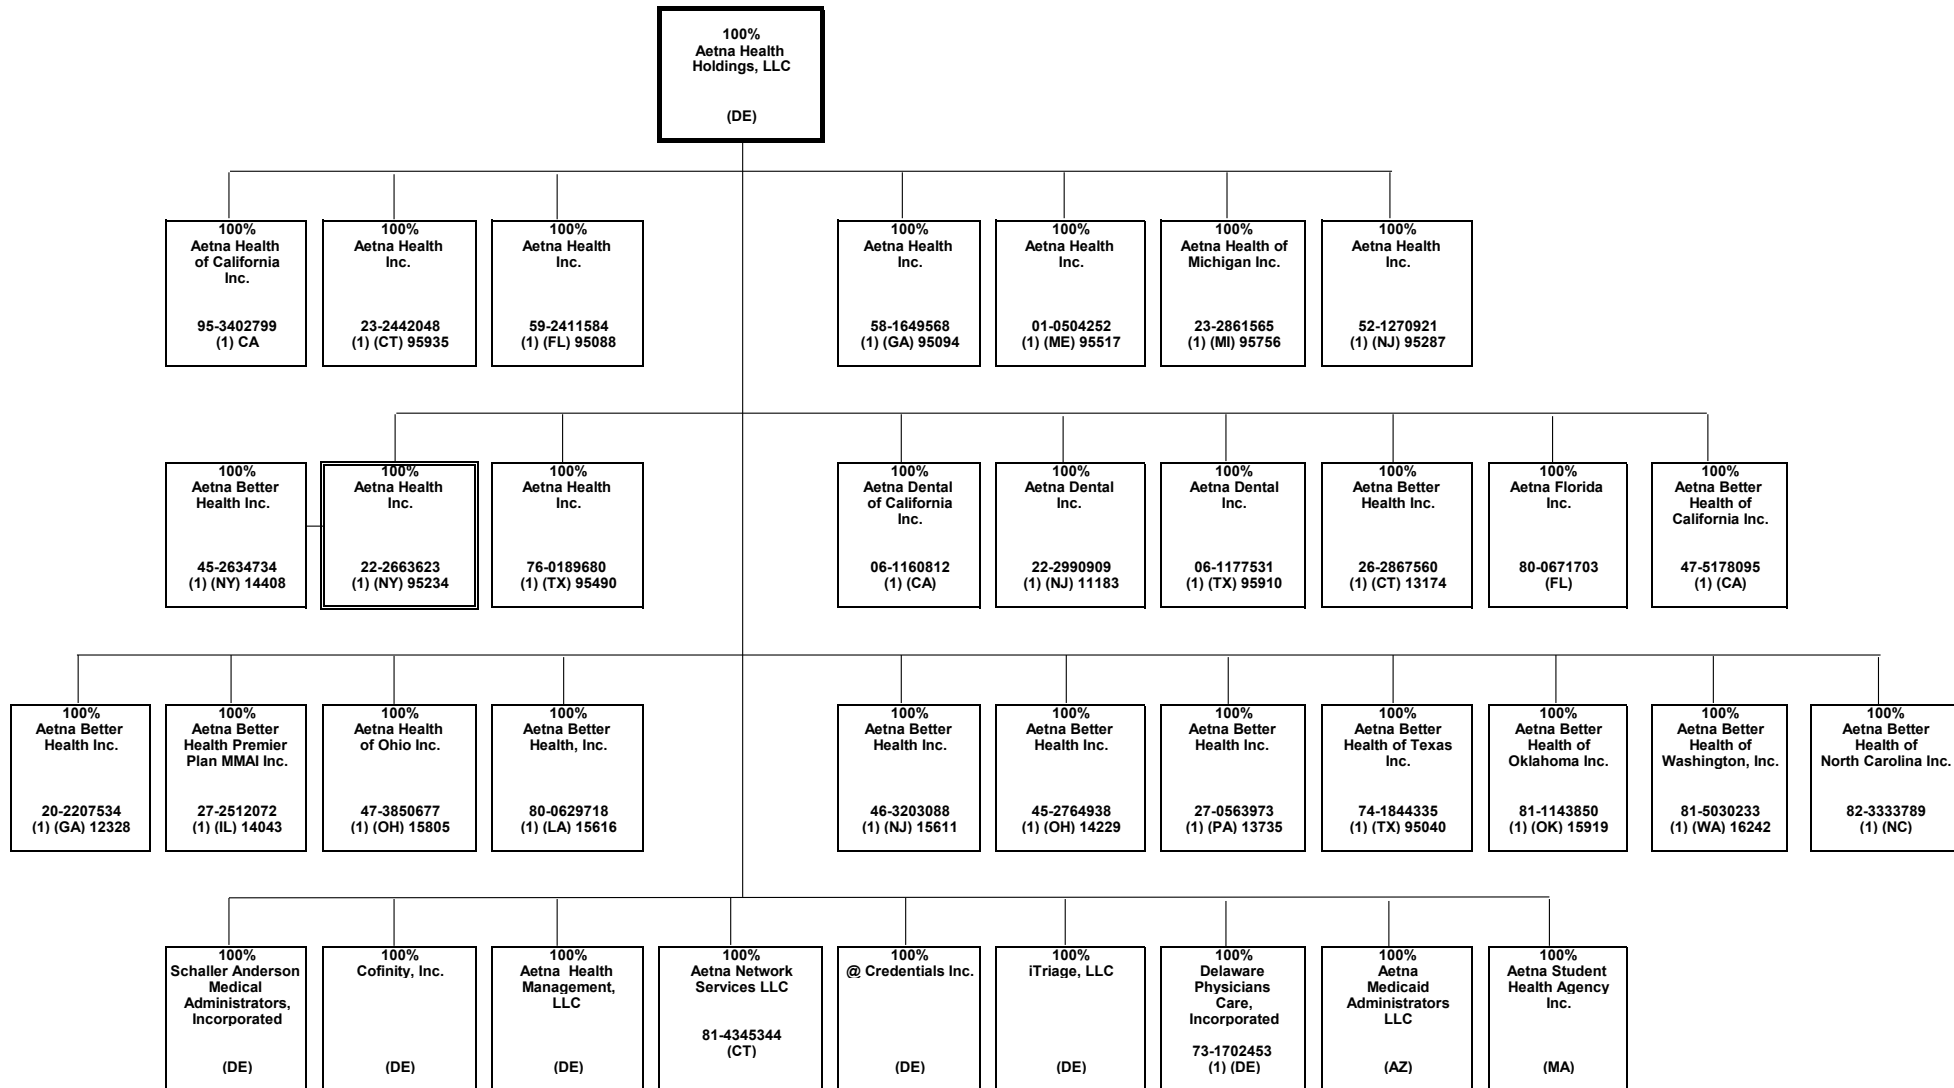 100%
Aetna Health
Holdings, LLC
(DE)
100%
Aetna Health
of California
Inc.
95-3402799
(1) CA
100%
Aetna Health
Inc.
23-2442048
(1) (CT) 95935
100%
Aetna Health
Inc.
59-2411584
(1) (FL) 95088
100%
Aetna Health
Inc.
58-1649568
(1) (GA) 95094
100%
Aetna Health
Inc.
01-0504252
(1) (ME) 95517
100%
Aetna Health of
Michigan Inc.
23-2861565
(1) (MI) 95756
100%
Aetna Health
Inc.
52-1270921
(1) (NJ) 95287
100%
Aetna Better
Health Inc.
45-2634734
(1) (NY) 14408
100%
Aetna Health
Inc.
22-2663623
(1) (NY) 95234
100%
Aetna Health
Inc.
76-0189680
(1) (TX) 95490
100%
Aetna Dental
of California
Inc.
06-1160812
(1) (CA)
100%
Aetna Dental
Inc.
22-2990909
(1) (NJ) 11183
100%
Aetna Dental
Inc.
06-1177531
(1) (TX) 95910
100%
Aetna Better
Health Inc.
26-2867560
(1) (CT) 13174
100%
Aetna Florida
Inc.
80-0671703
(FL)
100%
Aetna Better
Health of
California Inc.
47-5178095
(1) (CA)
100%
Aetna Better
Health Inc.
20-2207534
(1) (GA) 12328
100%
Aetna Better
Health Premier
Plan MMAI Inc.
27-2512072
(1) (IL) 14043
100%
Aetna Health
of Ohio Inc.
47-3850677
(1) (OH) 15805
100%
Aetna Better
Health, Inc.
80-0629718
(1) (LA) 15616
100%
Aetna Better
Health Inc.
46-3203088
(1) (NJ) 15611
100%
Aetna Better
Health Inc.
45-2764938
(1) (OH) 14229
100%
Aetna Better
Health Inc.
27-0563973
(1) (PA) 13735
100%
Aetna Better
Health of Texas
Inc.
74-1844335
(1) (TX) 95040
100%
Aetna Better
Health of
Oklahoma Inc.
81-1143850
(1) (OK) 15919
100%
Aetna Better
Health of
Washington, Inc.
81-5030233
(1) (WA) 16242
100%
Aetna Better
Health of
North Carolina Inc.
82-3333789
(1) (NC)
100%
Schaller Anderson
Medical
Administrators,
Incorporated
(DE)
100%
Cofinity, Inc.
(DE)
100%
Aetna Health
Management,
LLC
(DE)
100%
Aetna Network
Services LLC
81-4345344
(CT)
100%
@ Credentials Inc.
(DE)
100%
iTriage, LLC
(DE)
100%
Delaware
Physicians
Care,
Incorporated
73-1702453
(1) (DE)
100%
Aetna
Medicaid
Administrators
LLC
(AZ)
100%
Aetna Student
Health Agency
Inc.
(MA)